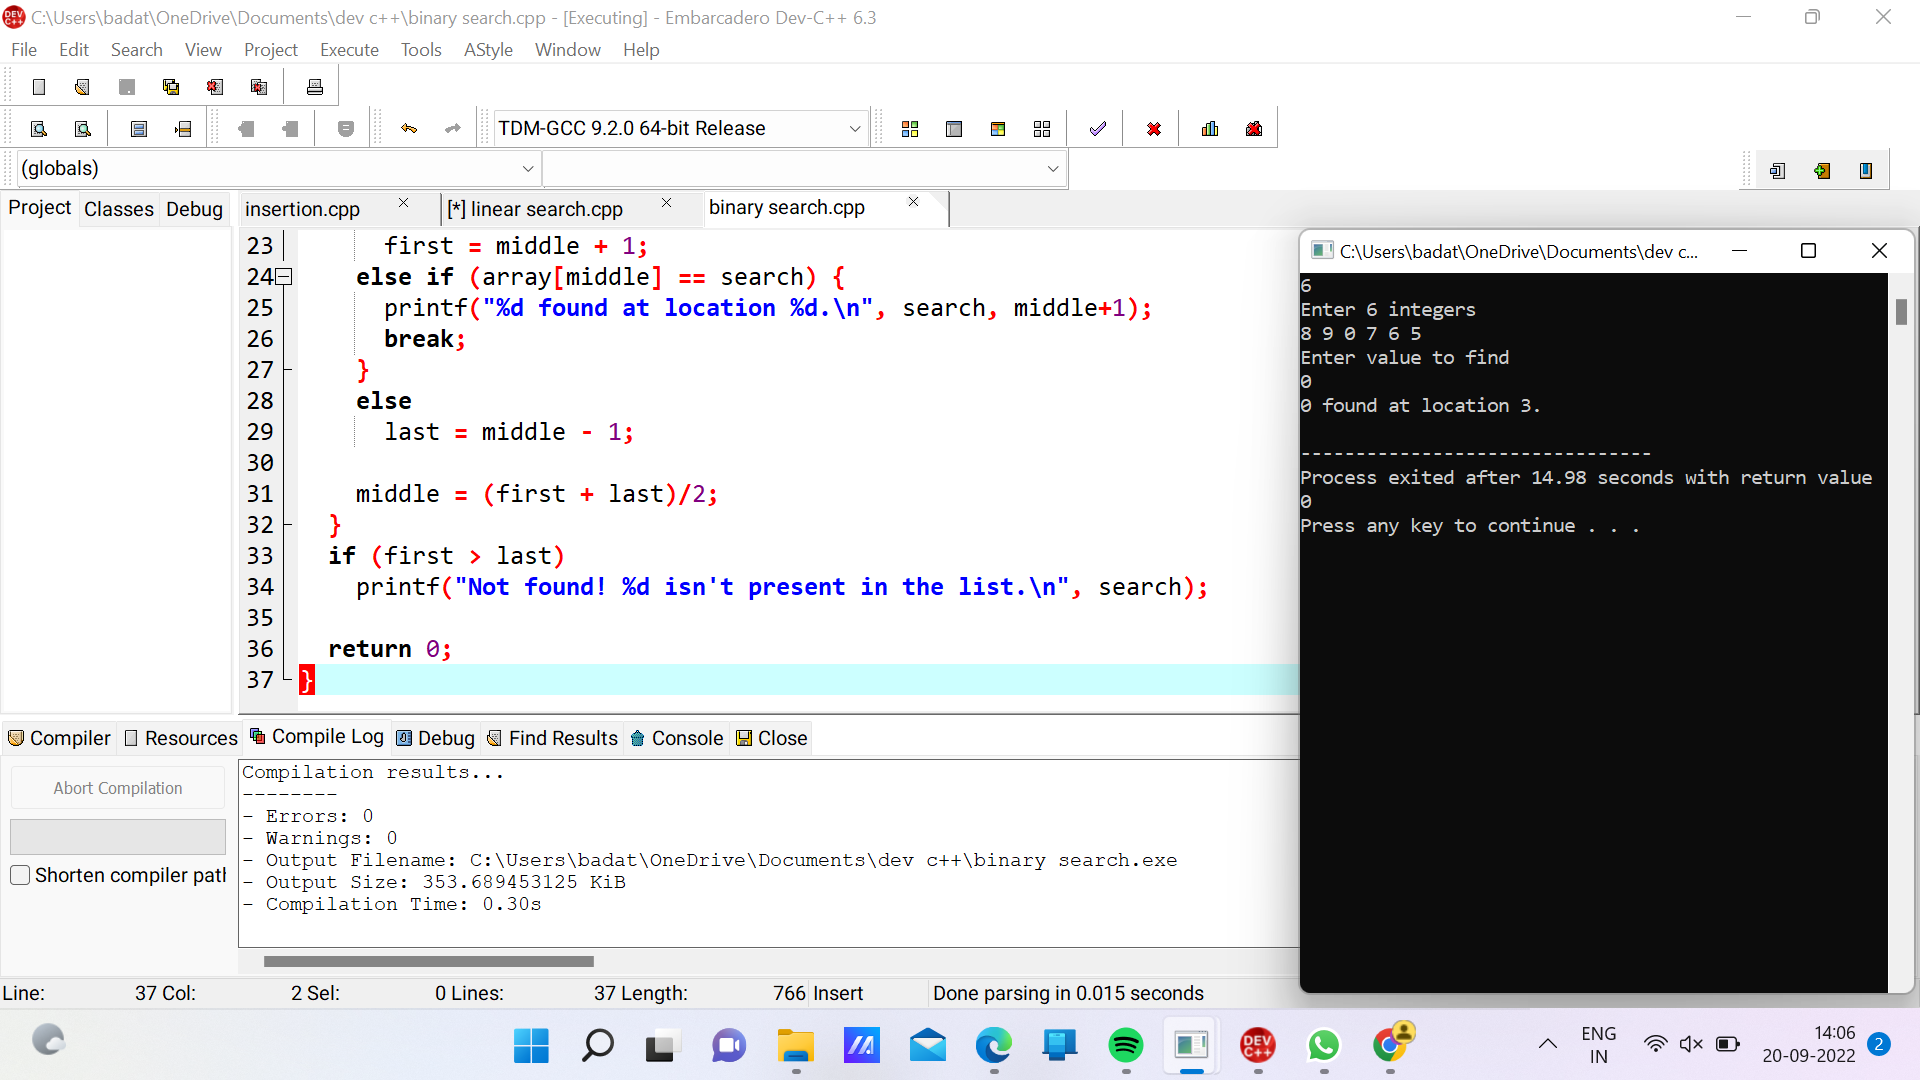 C:\Users\badat\OneDrive\Documents\dev c++\binary search.cpp - [Executing] - Embarcadero Dev-C++ 6.3
File Edit Search View Project Execute Tools AStyle Window Help
TDM-GCC 9.2.0 64-bit Release
(globals)
Project Classes Debug
insertion.cpp [*] linear search.cpp binary search.cpp
23 first = middle + 1;
24 else if (array[middle] == search) {
25 printf("%d found at location %d.\n", search, middle+1);
26 break;
27 }
28 else
29 last = middle - 1;
30
31 middle = (first + last)/2;
32 }
33 if (first > last)
34 printf("Not found! %d isn't present in the list.\n", search);
35
36 return 0;
37 }
C:\Users\badat\OneDrive\Documents\dev c...
6
Enter 6 integers
8 9 0 7 6 5
Enter value to find
0
0 found at location 3.
--------------------------------
Process exited after 14.98 seconds with return value
0
Press any key to continue . . .
Compiler Resources Compile Log Debug Find Results Console Close
Abort Compilation
Shorten compiler path
Compilation results...
--------
- Errors: 0
- Warnings: 0
- Output Filename: C:\Users\badat\OneDrive\Documents\dev c++\binary search.exe
- Output Size: 353.689453125 KiB
- Compilation Time: 0.30s
Line: 37 Col: 2 Sel: 0 Lines: 37 Length: 766 Insert Done parsing in 0.015 seconds
DEV C++
ENG
IN
14:06
20-09-2022
2